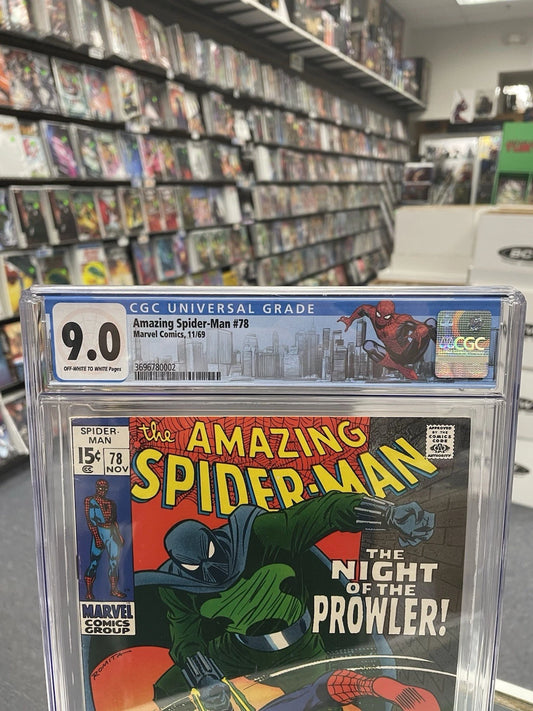 CGC UNIVERSAL GRADE
9.0
OFF-WHITE TO WHITE Pages
Amazing Spider-Man #78
Marvel Comics, 11/69
3696780002
CGC
SPIDER-
MAN
15¢
78
NOV
CC
MARVEL
COMICS
GROUP
the AMAZING
SPIDER-MAN
APPROVED
BY THE
COMICS
CODE
AUTHORITY
THE
NIGHT
OF THE
PROWLER!
ROMITA